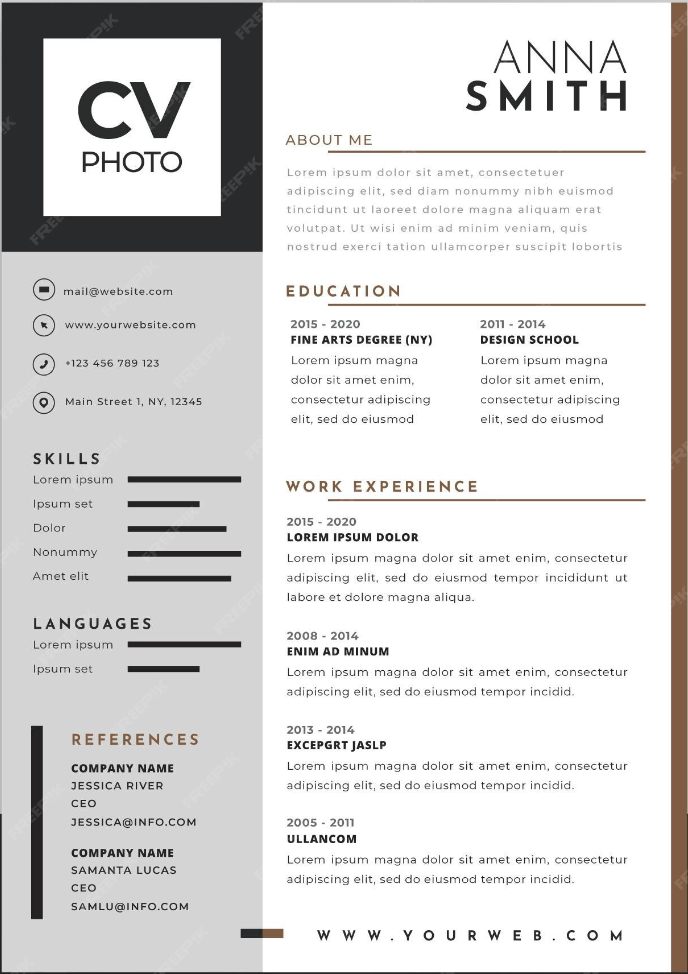 CV
PHOTO
mail@website.com
www.yourwebsite.com
+123 456 789 123
Main Street 1, NY, 12345
SKILLS
Lorem ipsum
Ipsum set
Dolor
Nonummy
Amet elit
LANGUAGES
Lorem ipsum
Ipsum set
REFERENCES
COMPANY NAME
JESSICA RIVER
CEO
JESSICA@INFO.COM
COMPANY NAME
SAMANTA LUCAS
CEO
SAMLU@INFO.COM
ANNA
SMITH
ABOUT ME
Lorem ipsum dolor sit amet, consectetuer
adipiscing elit, sed diam nonummy nibh euismod
tincidunt ut laoreet dolore magna aliquam erat
volutpat. Ut wisi enim ad minim veniam, quis
nostrud exerci tation ullamcorper suscipit lobortis
EDUCATION
2015 - 2020
FINE ARTS DEGREE (NY)
Lorem ipsum magna
dolor sit amet enim,
consectetur adipiscing
elit, sed do eiusmod
2011 - 2014
DESIGN SCHOOL
Lorem ipsum magna
dolor sit amet enim,
consectetur adipiscing
elit, sed do eiusmod
WORK EXPERIENCE
2015 - 2020
LOREM IPSUM DOLOR
Lorem ipsum magna dolor sit amet enim, consectetur
adipiscing elit, sed do eiusmod tempor incididunt ut
labore et dolore magna aliqua.
2008 - 2014
ENIM AD MINUM
Lorem ipsum magna dolor sit amet enim, consectetur
adipiscing elit, sed do eiusmod tempor incidid.
2013 - 2014
EXCEPGRT JASLP
Lorem ipsum magna dolor sit amet enim, consectetur
adipiscing elit, sed do eiusmod tempor incidid.
2005 - 2011
ULLANCOM
Lorem ipsum magna dolor sit amet enim, consectetur
adipiscing elit, sed do eiusmod tempor incidid.
WWW.YOURWEB.COM